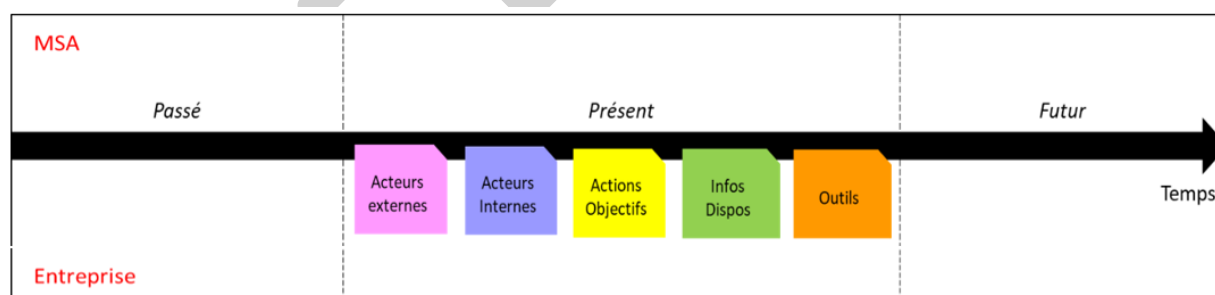 MSA
Passé
Présent
Futur
Acteurs
externes
Acteurs
Internes
Actions
Objectifs
Infos
Dispos
Outils
Temps
Entreprise